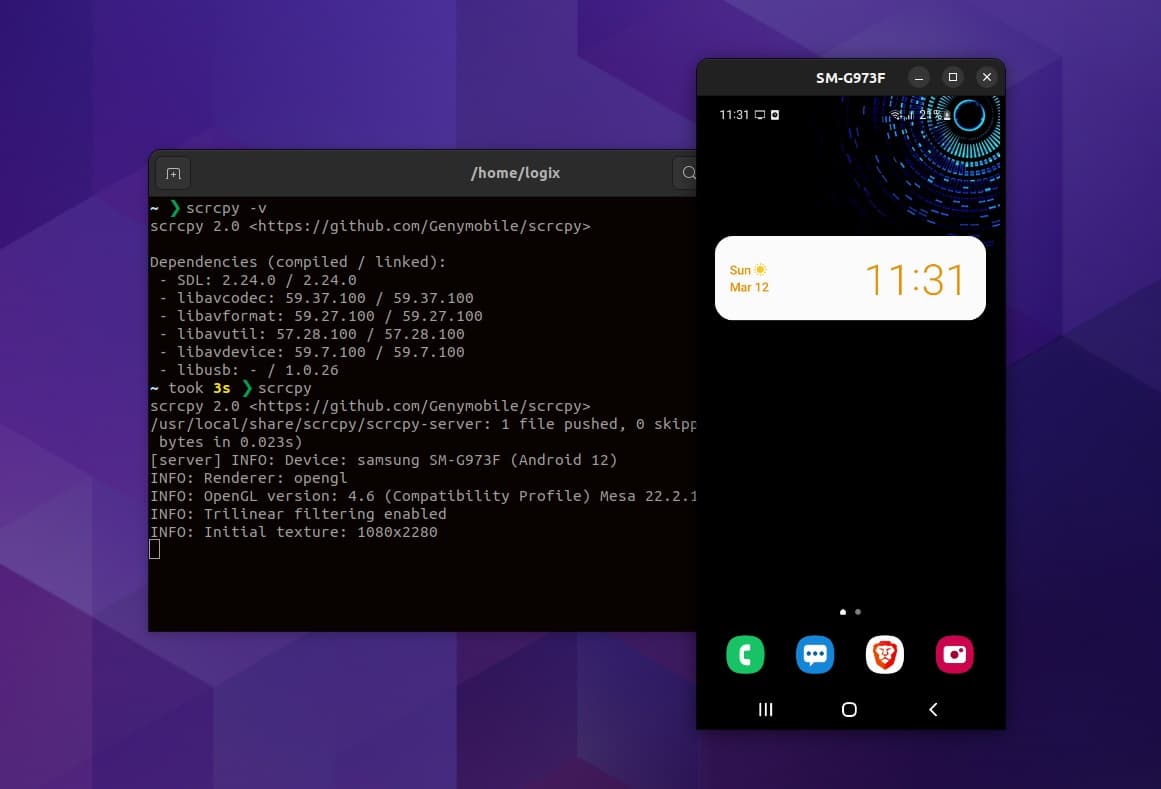 /home/logix
~ ❯ scrcpy -v
scrcpy 2.0 <https://github.com/Genymobile/scrcpy>
Dependencies (compiled / linked):
- SDL: 2.24.0 / 2.24.0
- libavcodec: 59.37.100 / 59.37.100
- libavformat: 59.27.100 / 59.27.100
- libavutil: 57.28.100 / 57.28.100
- libavdevice: 59.7.100 / 59.7.100
- libusb: - / 1.0.26
~ took 3s ❯ scrcpy
scrcpy 2.0 <https://github.com/Genymobile/scrcpy>
/usr/local/share/scrcpy/scrcpy-server: 1 file pushed, 0 skipp
bytes in 0.023s)
[server] INFO: Device: samsung SM-G973F (Android 12)
INFO: Renderer: opengl
INFO: OpenGL version: 4.6 (Compatibility Profile) Mesa 22.2.1
INFO: Trilinear filtering enabled
INFO: Initial texture: 1080x2280
SM-G973F
11:31 21%
Sun
Mar 12
11:31